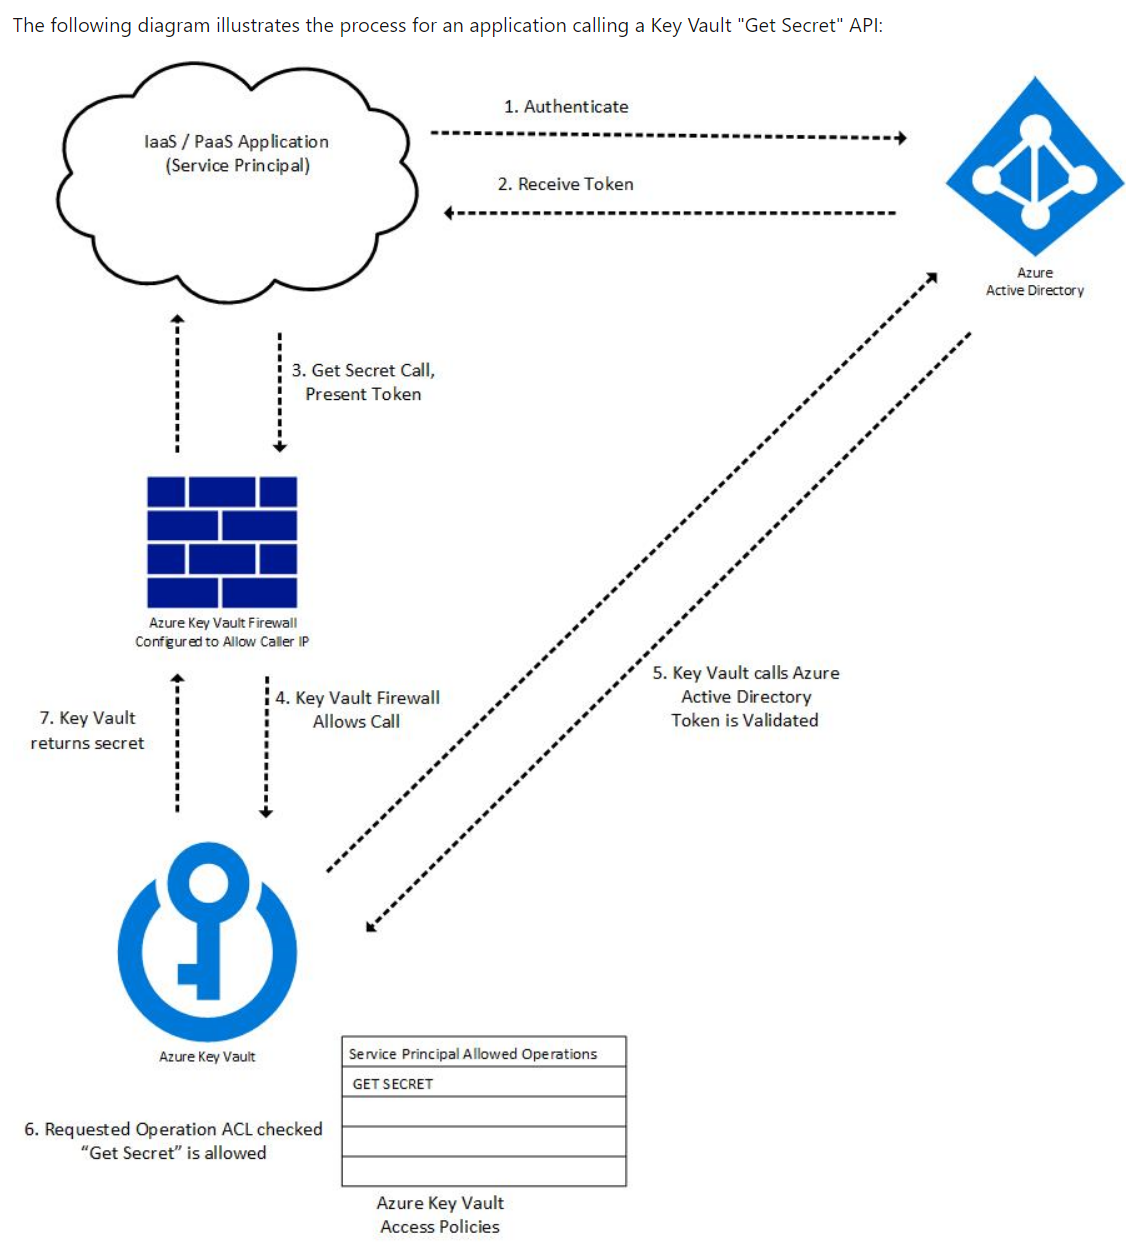 The following diagram illustrates the process for an application calling a Key Vault "Get Secret" API:
IaaS / PaaS Application
(Service Principal)
1. Authenticate
2. Receive Token
Azure
Active Directory
3. Get Secret Call,
Present Token
Azure Key Vault Firewall
Configured to Allow Caller IP
4. Key Vault Firewall
Allows Call
5. Key Vault calls Azure
Active Directory
Token is Validated
7. Key Vault
returns secret
Azure Key Vault
Service Principal Allowed Operations
GET SECRET
6. Requested Operation ACL checked
“Get Secret” is allowed
Azure Key Vault
Access Policies